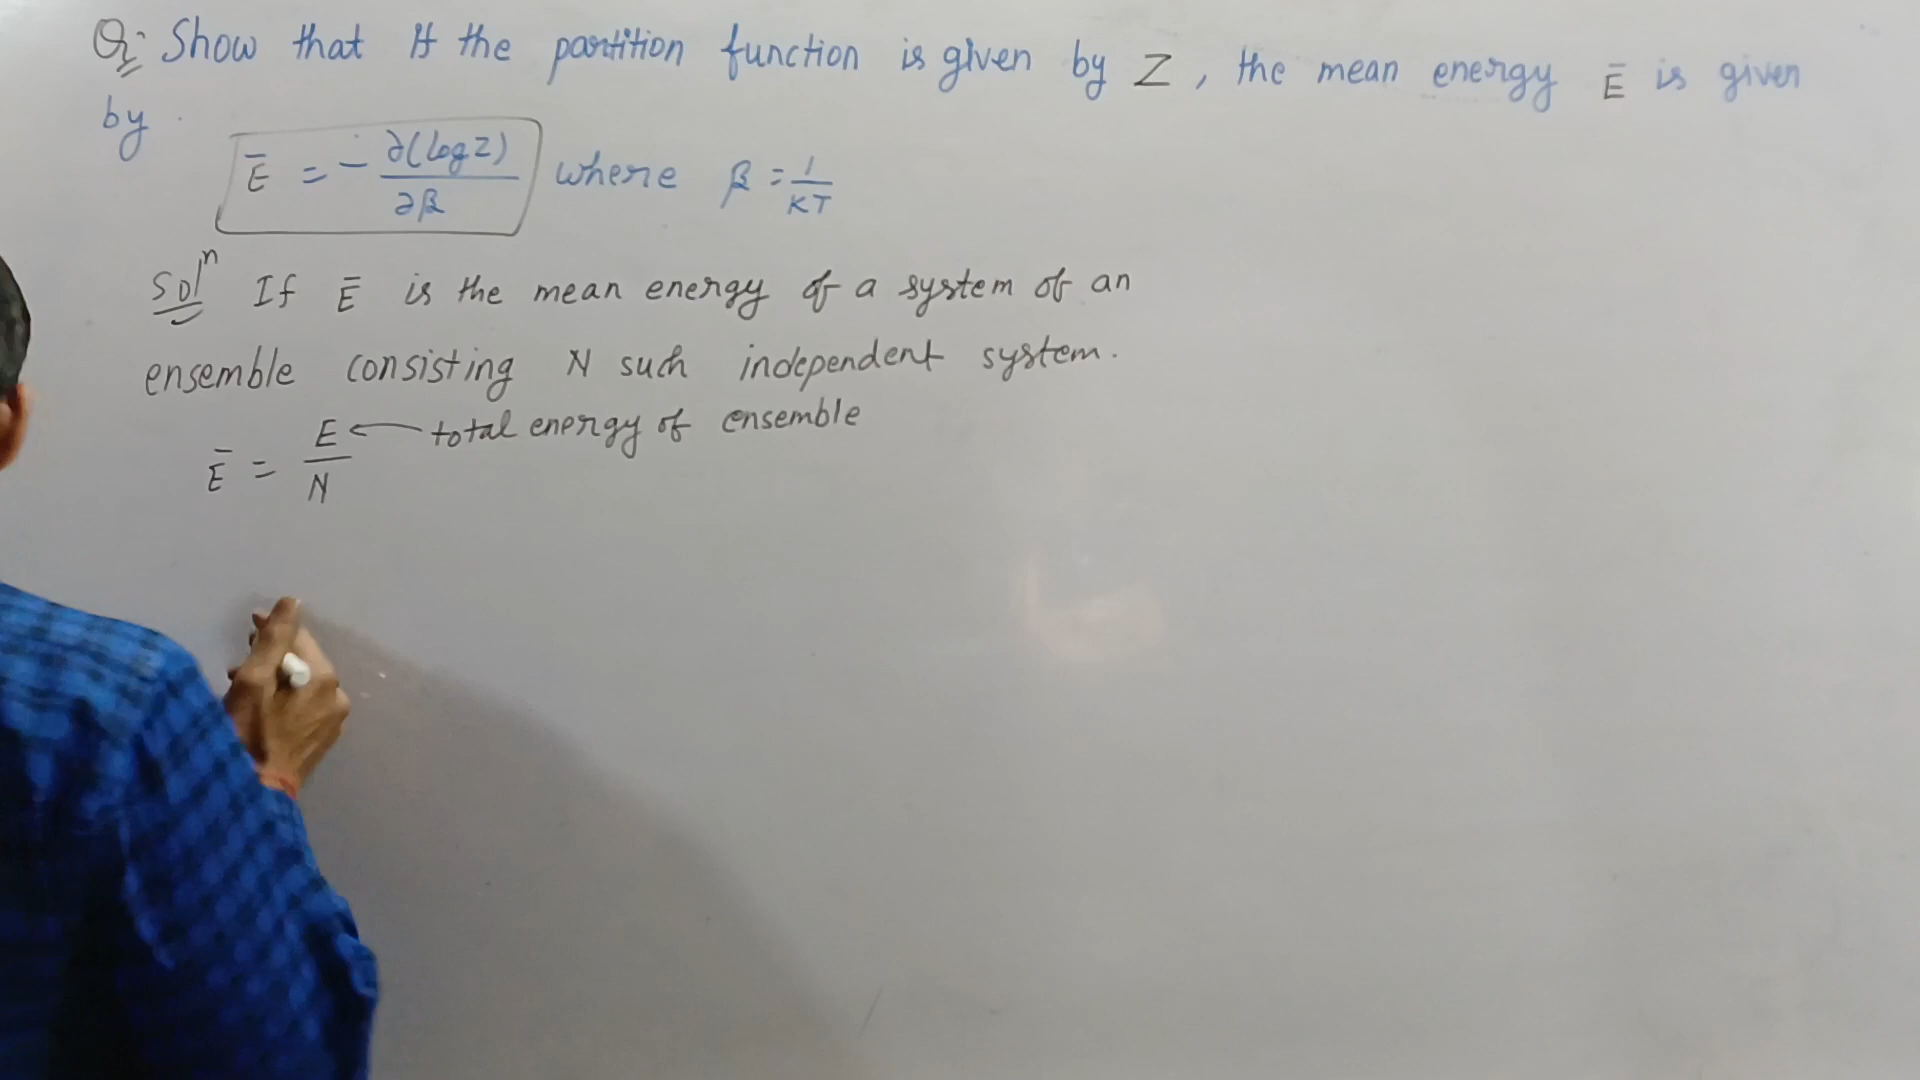 Q:- Show that If the partition function is given by Z, the mean energy Ē is given
by
Ē = - ∂(log Z)/∂β where β = 1/KT
Solⁿ If Ē is the mean energy of a system of an
ensemble consisting N such independent system.
Ē = E/N ← total energy of ensemble